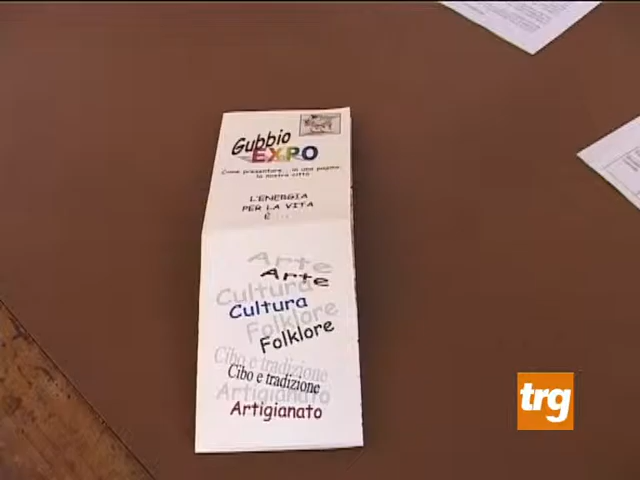 Gubbio
EXPO
Come presentare... in una pagina
la nostra città
L'ENERGIA
PER LA VITA
È ...
Arte
Arte
Cultura
Cultura
Folklore
Folklore
Cibo e tradizione
Cibo e tradizione
Artigianato
Artigianato
trg